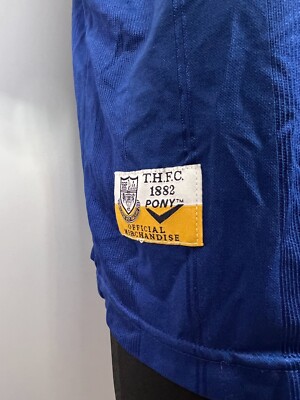 T.H.F.C.
1882
PONY™
OFFICIAL
MERCHANDISE